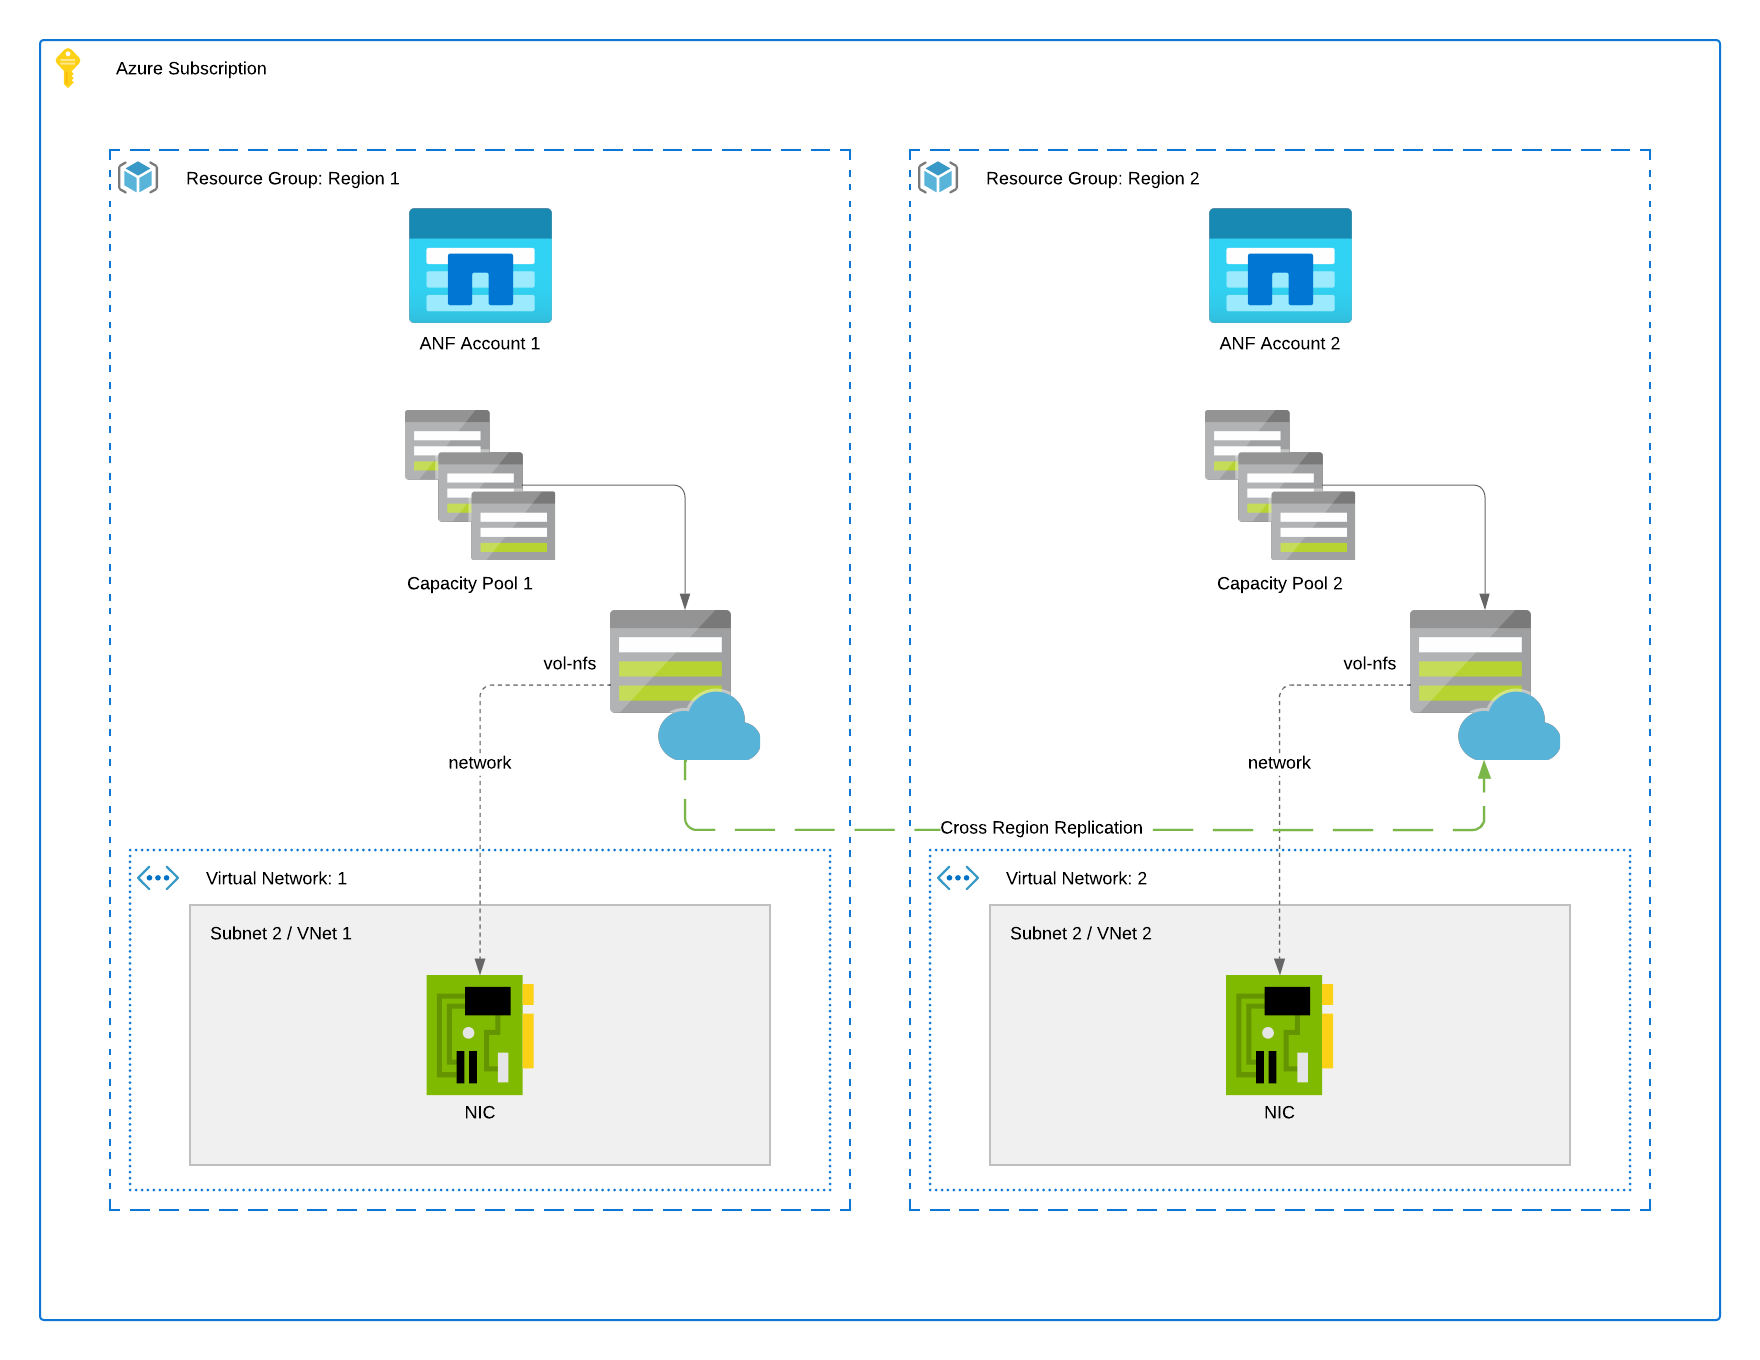 Azure Subscription
Resource Group: Region 1
ANF Account 1
Capacity Pool 1
vol-nfs
network
Resource Group: Region 2
ANF Account 2
Capacity Pool 2
vol-nfs
network
Cross Region Replication
Virtual Network: 1
Subnet 2 / VNet 1
NIC
Virtual Network: 2
Subnet 2 / VNet 2
NIC